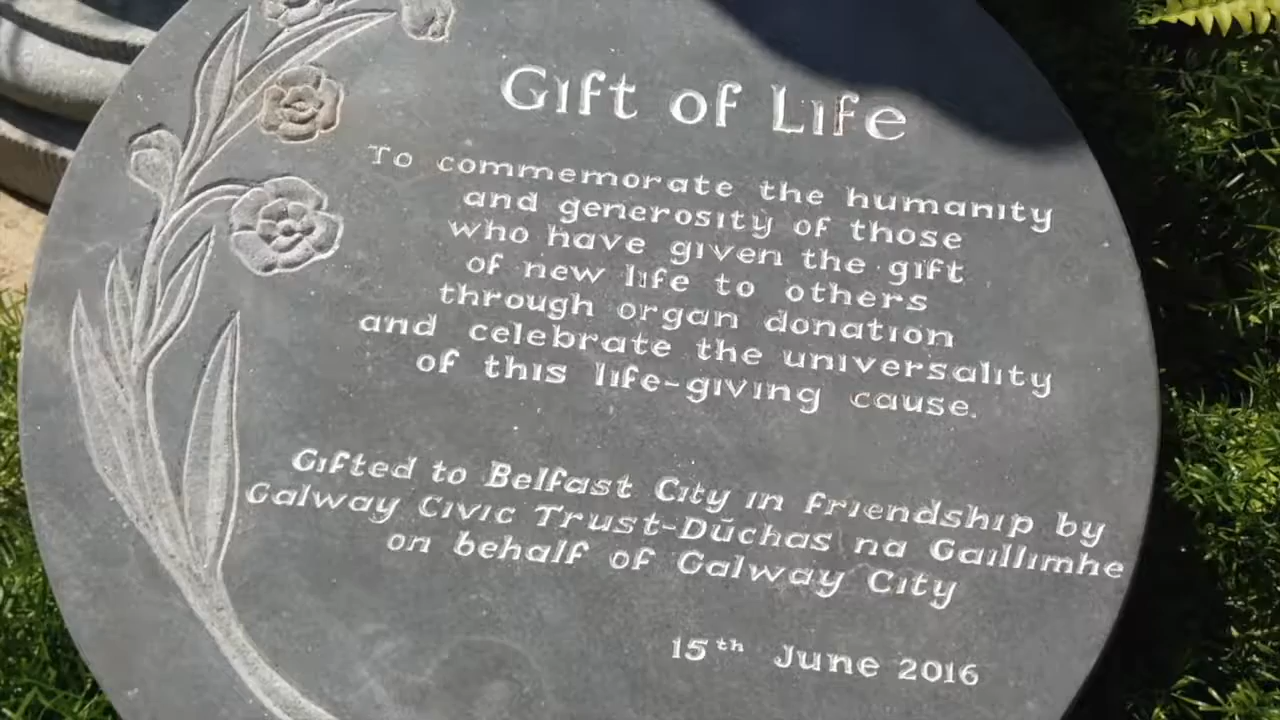 Gift of Life
To commemorate the humanity
and generosity of those
who have given the gift
of new life to others
through organ donation
and celebrate the universality
of this life-giving cause.
Gifted to Belfast City in friendship by
Galway Civic Trust-Dúchas na Gaillimhe
on behalf of Galway City
15th June 2016